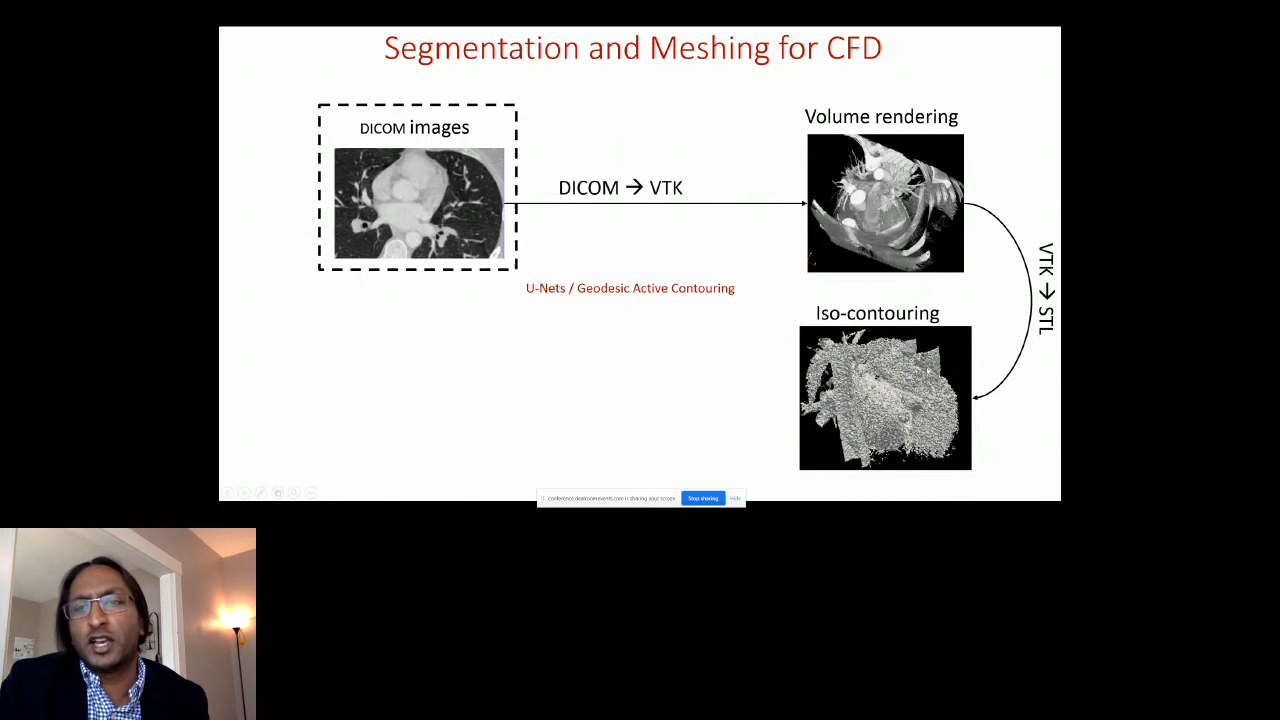 Segmentation and Meshing for CFD
DICOM images
Volume rendering
DICOM → VTK
VTK → STL
U-Nets / Geodesic Active Contouring
Iso-contouring
conference.dealroomevents.com is sharing your screen.
Stop sharing
Hide